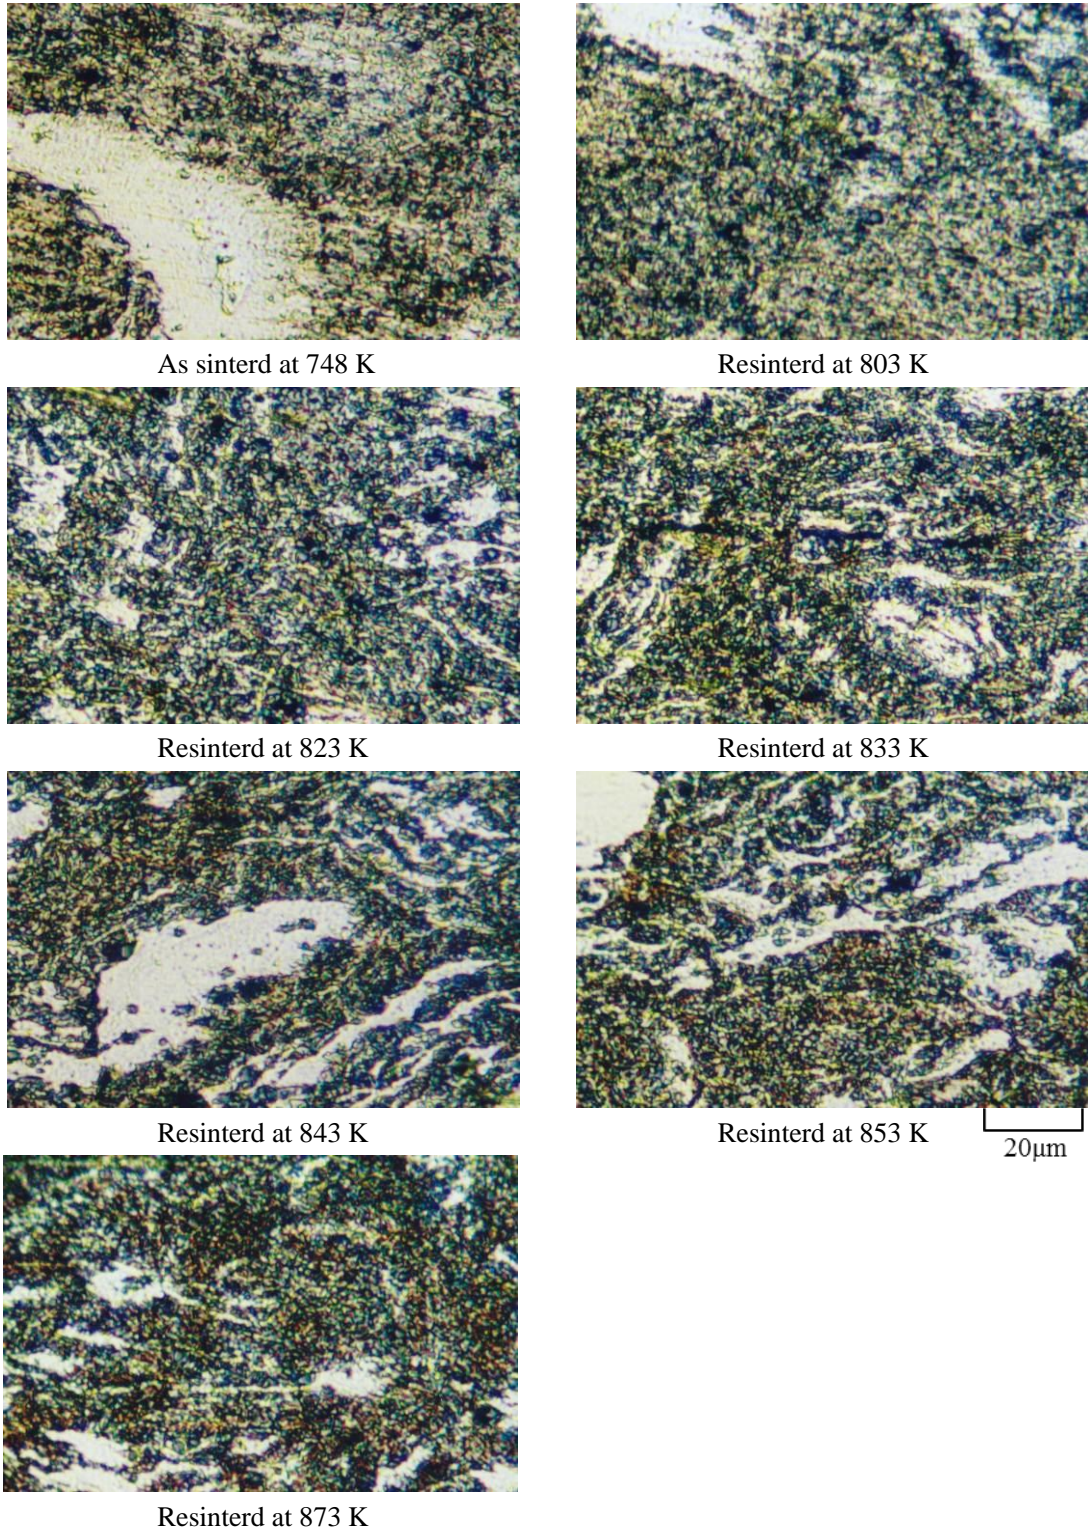 As sinterd at 748 K
Resinterd at 803 K
Resinterd at 823 K
Resinterd at 833 K
Resinterd at 843 K
Resinterd at 853 K
20μm
Resinterd at 873 K